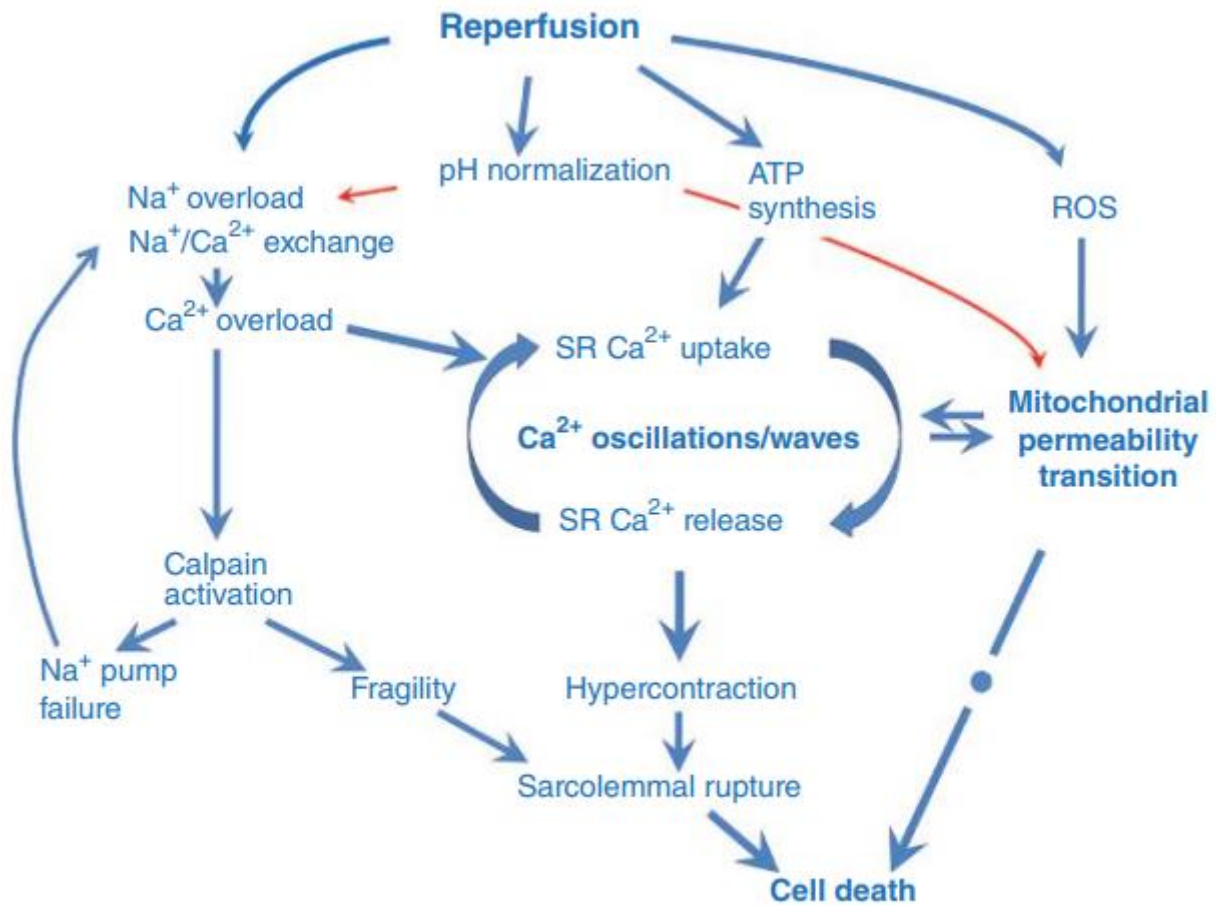 Reperfusion
pH normalization
ATP
synthesis
ROS
Na⁺ overload
Na⁺/Ca²⁺ exchange
Ca²⁺ overload
SR Ca²⁺ uptake
Ca²⁺ oscillations/waves
SR Ca²⁺ release
Mitochondrial
permeability
transition
Calpain
activation
Na⁺ pump
failure
Fragility
Hypercontraction
Sarcolemmal rupture
Cell death